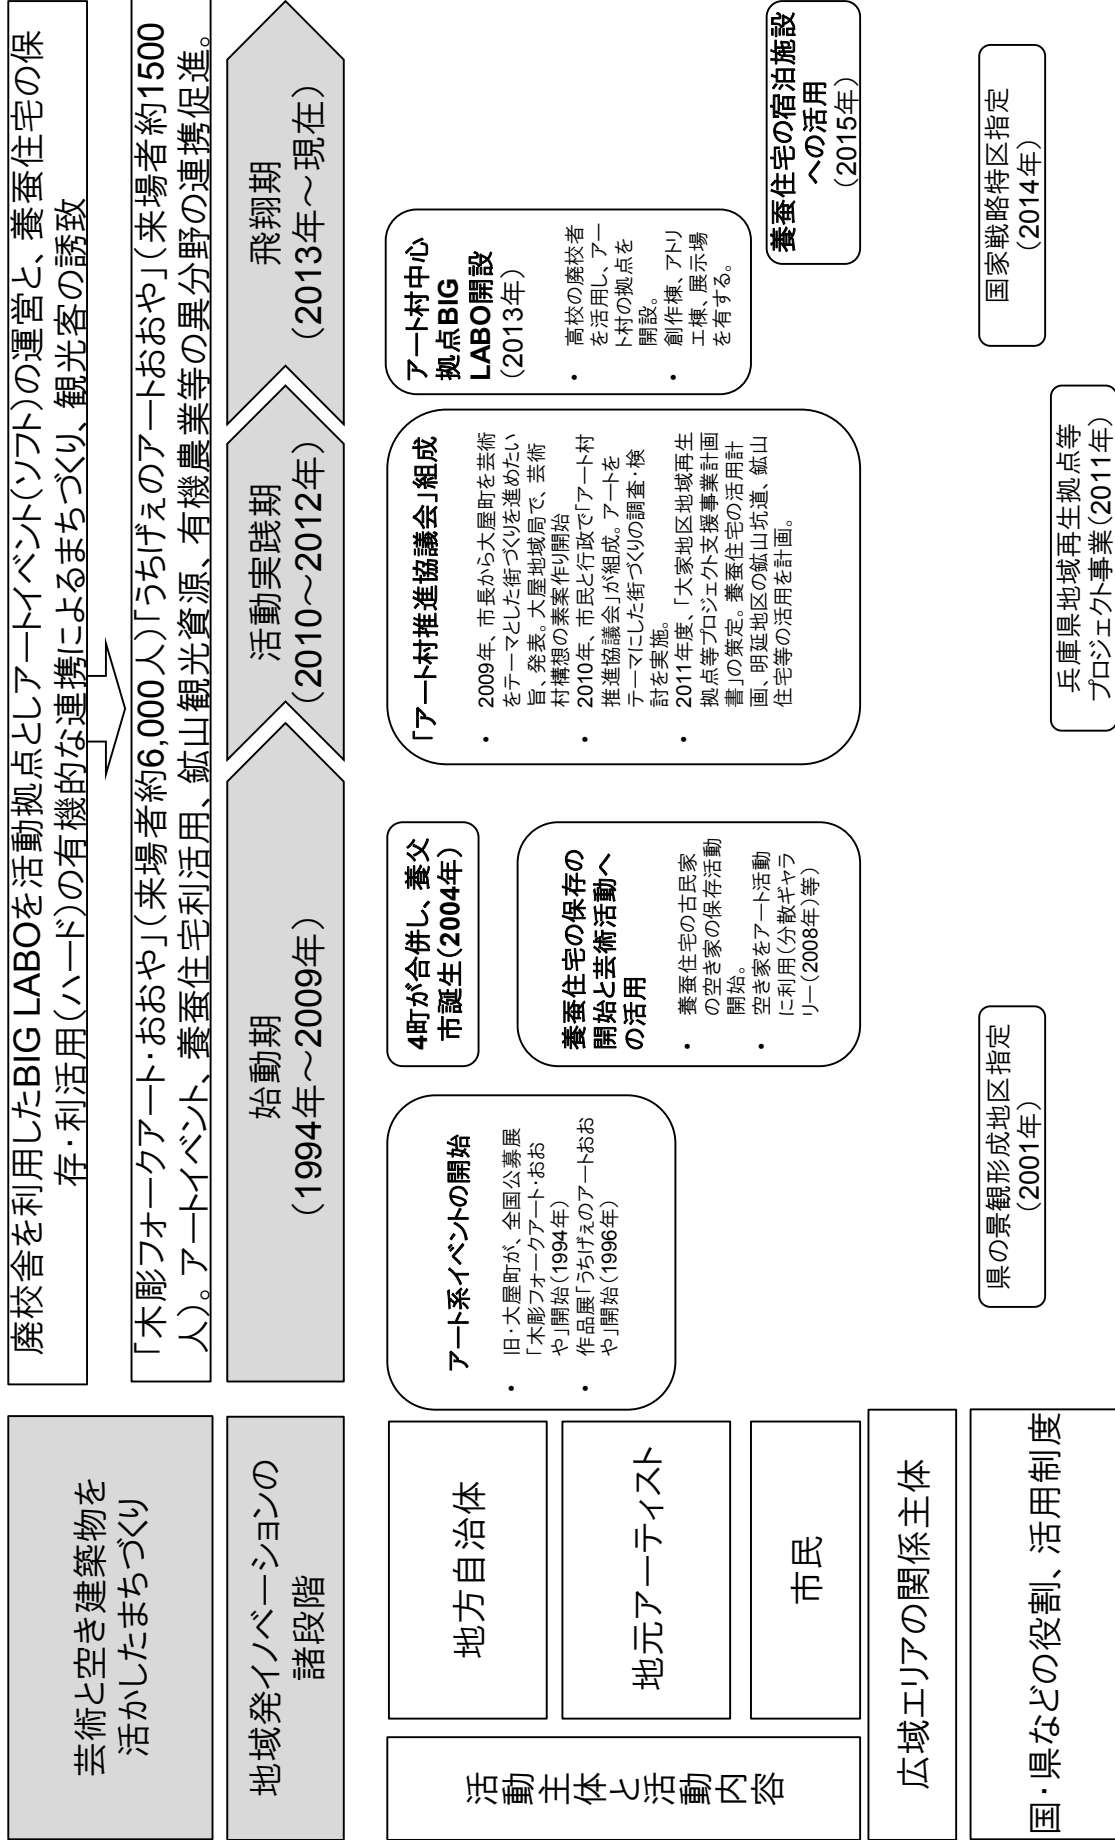 芸術と空き建築物を
活かしたまちづくり
廃校舎を利用したBIG LABOを活動拠点としアートイベント(ソフト)の運営と、養蚕住宅の保
存・利活用(ハード)の有機的な連携によるまちづくり、観光客の誘致
「木彫フォークアート・おおや」(来場者約6,000人)「うちげぇのアートおおや」(来場者約1500
人)。アートイベント、養蚕住宅利活用、鉱山観光資源、有機農業等の異分野の連携促進。
地域発イノベーションの
諸段階
始動期
(1994年~2009年)
活動実践期
(2010~2012年)
飛翔期
(2013年~現在)
活動主体と活動内容
地方自治体
地元アーティスト
市民
アート系イベントの開始
• 旧・大屋町が、全国公募展
「木彫フォークアート・おお
や」開始(1994年)
• 作品展「うちげぇのアートおお
や」開始(1996年)
4町が合併し、養父
市誕生(2004年)
養蚕住宅の保存の
開始と芸術活動へ
の活用
• 養蚕住宅の古民家
の空き家の保存活動
開始。
• 空き家をアート活動
に利用(分散ギャラ
リー(2008年)等)
「アート村推進協議会」組成
• 2009年、市長から大屋町を芸術
をテーマとした街づくりを進めたい
旨、発表。大屋地域局で、芸術
村構想の素案作り開始
• 2010年、市民と行政で「アート村
推進協議会」が組成。アートを
テーマにした街づくりの調査・検
討を実施。
• 2011年度、「大家地区地域再生
拠点等プロジェクト支援事業計画
書」の策定。養蚕住宅の活用計
画、明延地区の鉱山坑道、鉱山
住宅等の活用を計画。
アート村中心
拠点BIG
LABO開設
(2013年)
• 高校の廃校者
を活用し、アー
ト村の拠点を
開設。
• 創作棟、アトリ
エ棟、展示場
を有する。
養蚕住宅の宿泊施設
への活用
(2015年)
広域エリアの関係主体
国・県などの役割、活用制度
県の景観形成地区指定
(2001年)
兵庫県地域再生拠点等
プロジェクト事業(2011年)
国家戦略特区指定
(2014年)